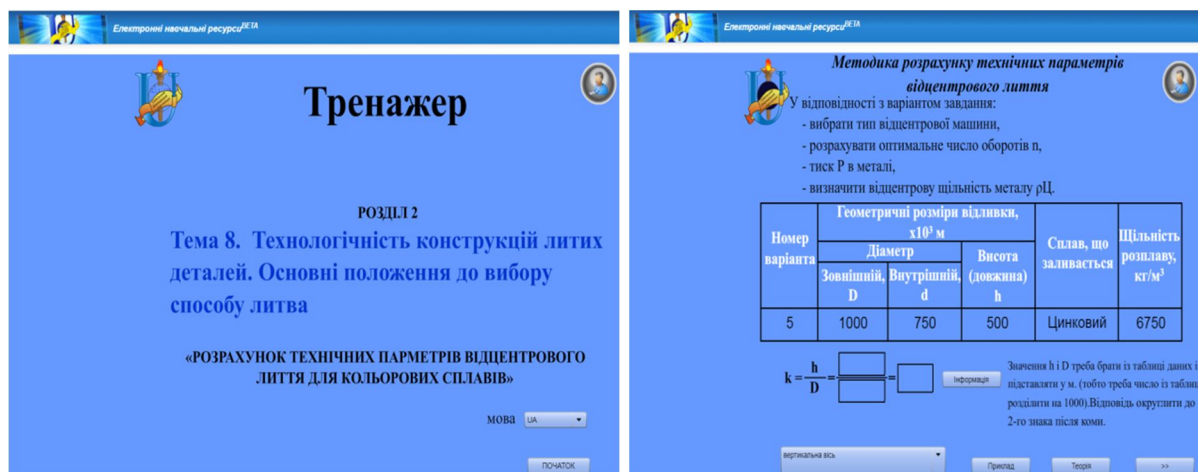 Електронні навчальні ресурсиBETA
Тренажер
РОЗДІЛ 2
Тема 8. Технологічність конструкцій литих
деталей. Основні положення до вибору
способу литва
«РОЗРАХУНОК ТЕХНІЧНИХ ПАРМЕТРІВ ВІДЦЕНТРОВОГО
ЛИТТЯ ДЛЯ КОЛЬОРОВИХ СПЛАВІВ»
мова UA
ПОЧАТОК
Електронні навчальні ресурсиBETA
Методика розрахунку технічних параметрів
відцентрового лиття
У відповідності з варіантом завдання:
- вибрати тип відцентрової машини,
- розрахувати оптимальне число оборотів n,
- тиск P в металі,
- визначити відцентрову щільність металу ρЦ.
Номер
варіанта
Геометричні розміри відливки,
x10³ м
Діаметр
Зовнішній,
D
Внутрішній,
d
Висота
(довжина)
h
Сплав, що
заливається
Щільність
розплаву,
кг/м³
5 1000 750 500 Цинковий 6750
k = h/D = =
Інформація
Значення h і D треба брати із таблиці даних і
підставляти у м. (тобто треба число із таблиці
розділити на 1000).Відповідь округлити до
2-го знака після коми.
вертикальна вісь
Приклад
Теорія
>>